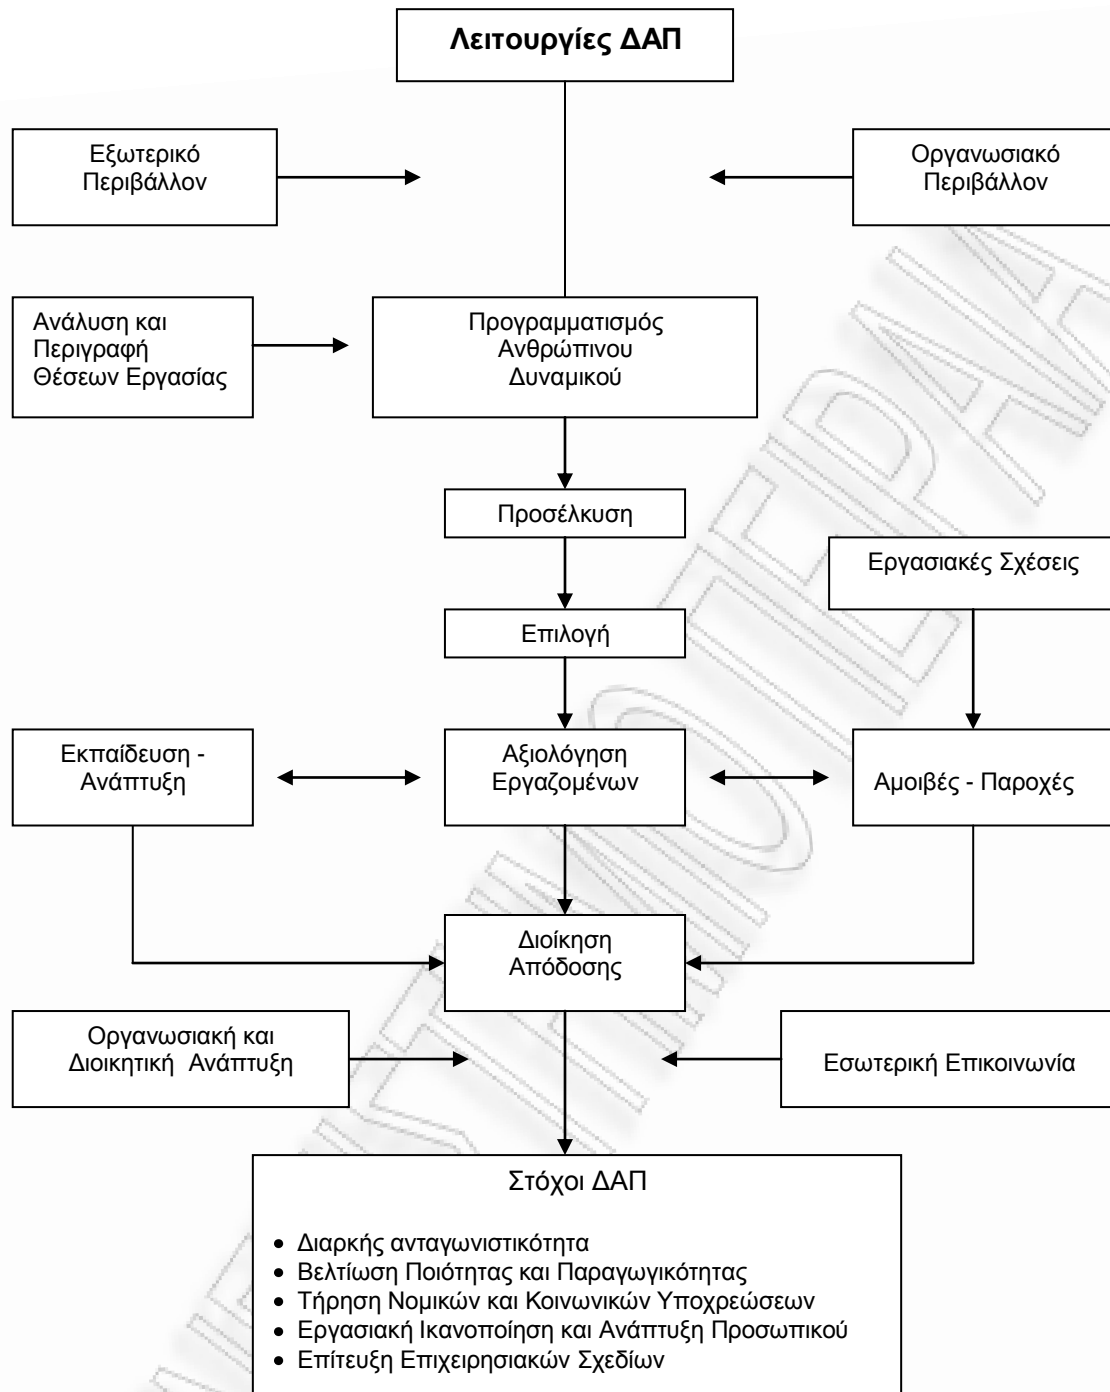 Λειτουργίες ΔΑΠ
Εξωτερικό
Περιβάλλον
Οργανωσιακό
Περιβάλλον
Ανάλυση και
Περιγραφή
Θέσεων Εργασίας
Προγραμματισμός
Ανθρώπινου
Δυναμικού
Προσέλκυση
Εργασιακές Σχέσεις
Επιλογή
Εκπαίδευση -
Ανάπτυξη
Αξιολόγηση
Εργαζομένων
Αμοιβές - Παροχές
Διοίκηση
Απόδοσης
Οργανωσιακή και
Διοικητική Ανάπτυξη
Εσωτερική Επικοινωνία
Στόχοι ΔΑΠ
• Διαρκής ανταγωνιστικότητα
• Βελτίωση Ποιότητας και Παραγωγικότητας
• Τήρηση Νομικών και Κοινωνικών Υποχρεώσεων
• Εργασιακή Ικανοποίηση και Ανάπτυξη Προσωπικού
• Επίτευξη Επιχειρησιακών Σχεδίων